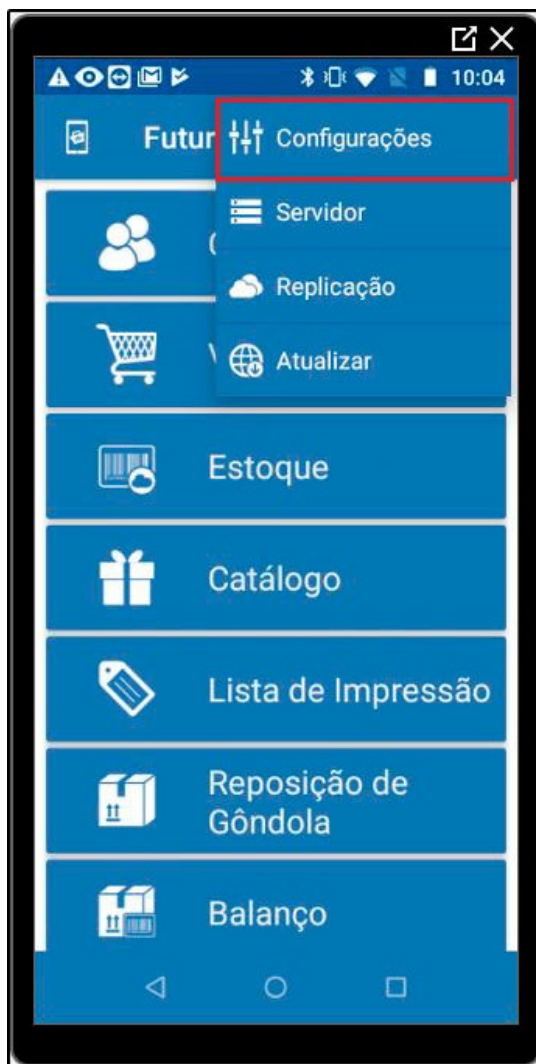 10:04
Futur
Configurações
Servidor
Replicação
Atualizar
Estoque
Catálogo
Lista de Impressão
Reposição de
Gôndola
Balanço